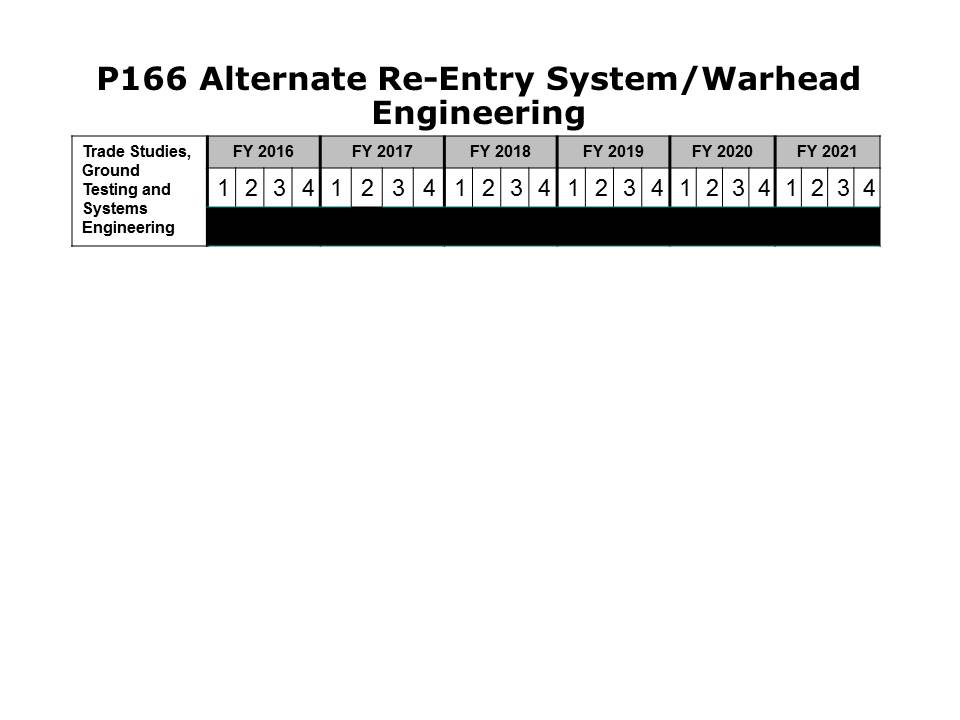 P166 Alternate Re-Entry System/Warhead
Engineering
Trade Studies,
Ground
Testing and
Systems
Engineering
FY 2016 FY 2017 FY 2018 FY 2019 FY 2020 FY 2021
1 2 3 4 1 2 3 4 1 2 3 4 1 2 3 4 1 2 3 4 1 2 3 4